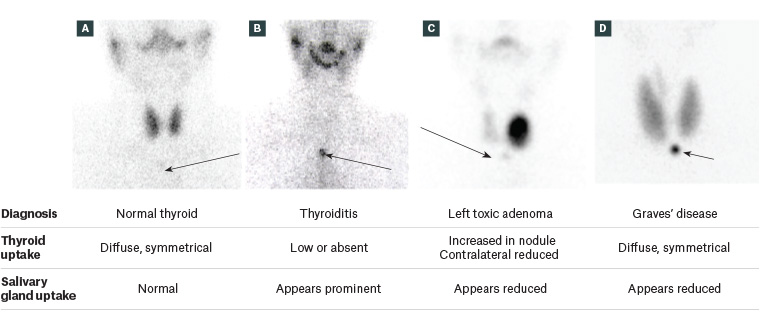 A
B
C
D
Diagnosis Normal thyroid Thyroiditis Left toxic adenoma Graves’ disease
Thyroid uptake Diffuse, symmetrical Low or absent Increased in nodule Contralateral reduced Diffuse, symmetrical
Salivary gland uptake Normal Appears prominent Appears reduced Appears reduced